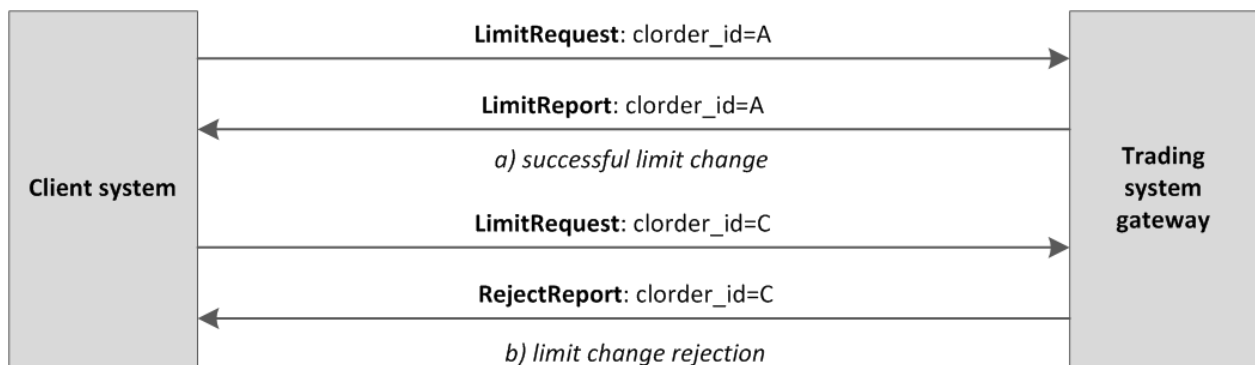 LimitRequest: clorder_id=A
LimitReport: clorder_id=A
a) successful limit change
Client system
Trading
system
gateway
LimitRequest: clorder_id=C
RejectReport: clorder_id=C
b) limit change rejection